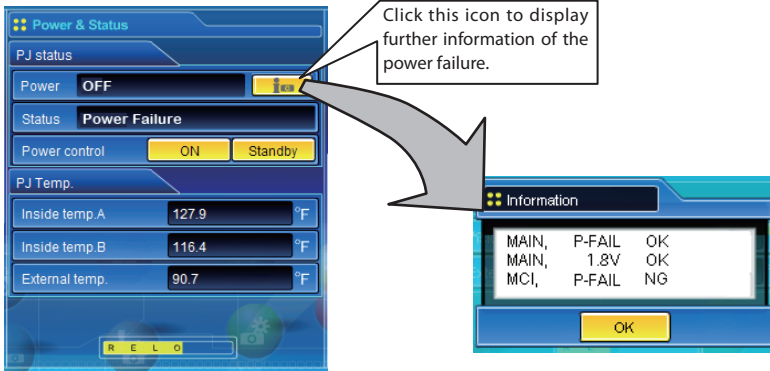 Power & Status
PJ status
Power OFF
Status Power Failure
Power control ON Standby
PJ Temp.
Inside temp.A 127.9 °F
Inside temp.B 116.4 °F
External temp. 90.7 °F
R E L O
Click this icon to display
further information of the
power failure.
Information
MAIN, P-FAIL OK
MAIN, 1.8V OK
MCI, P-FAIL NG
OK